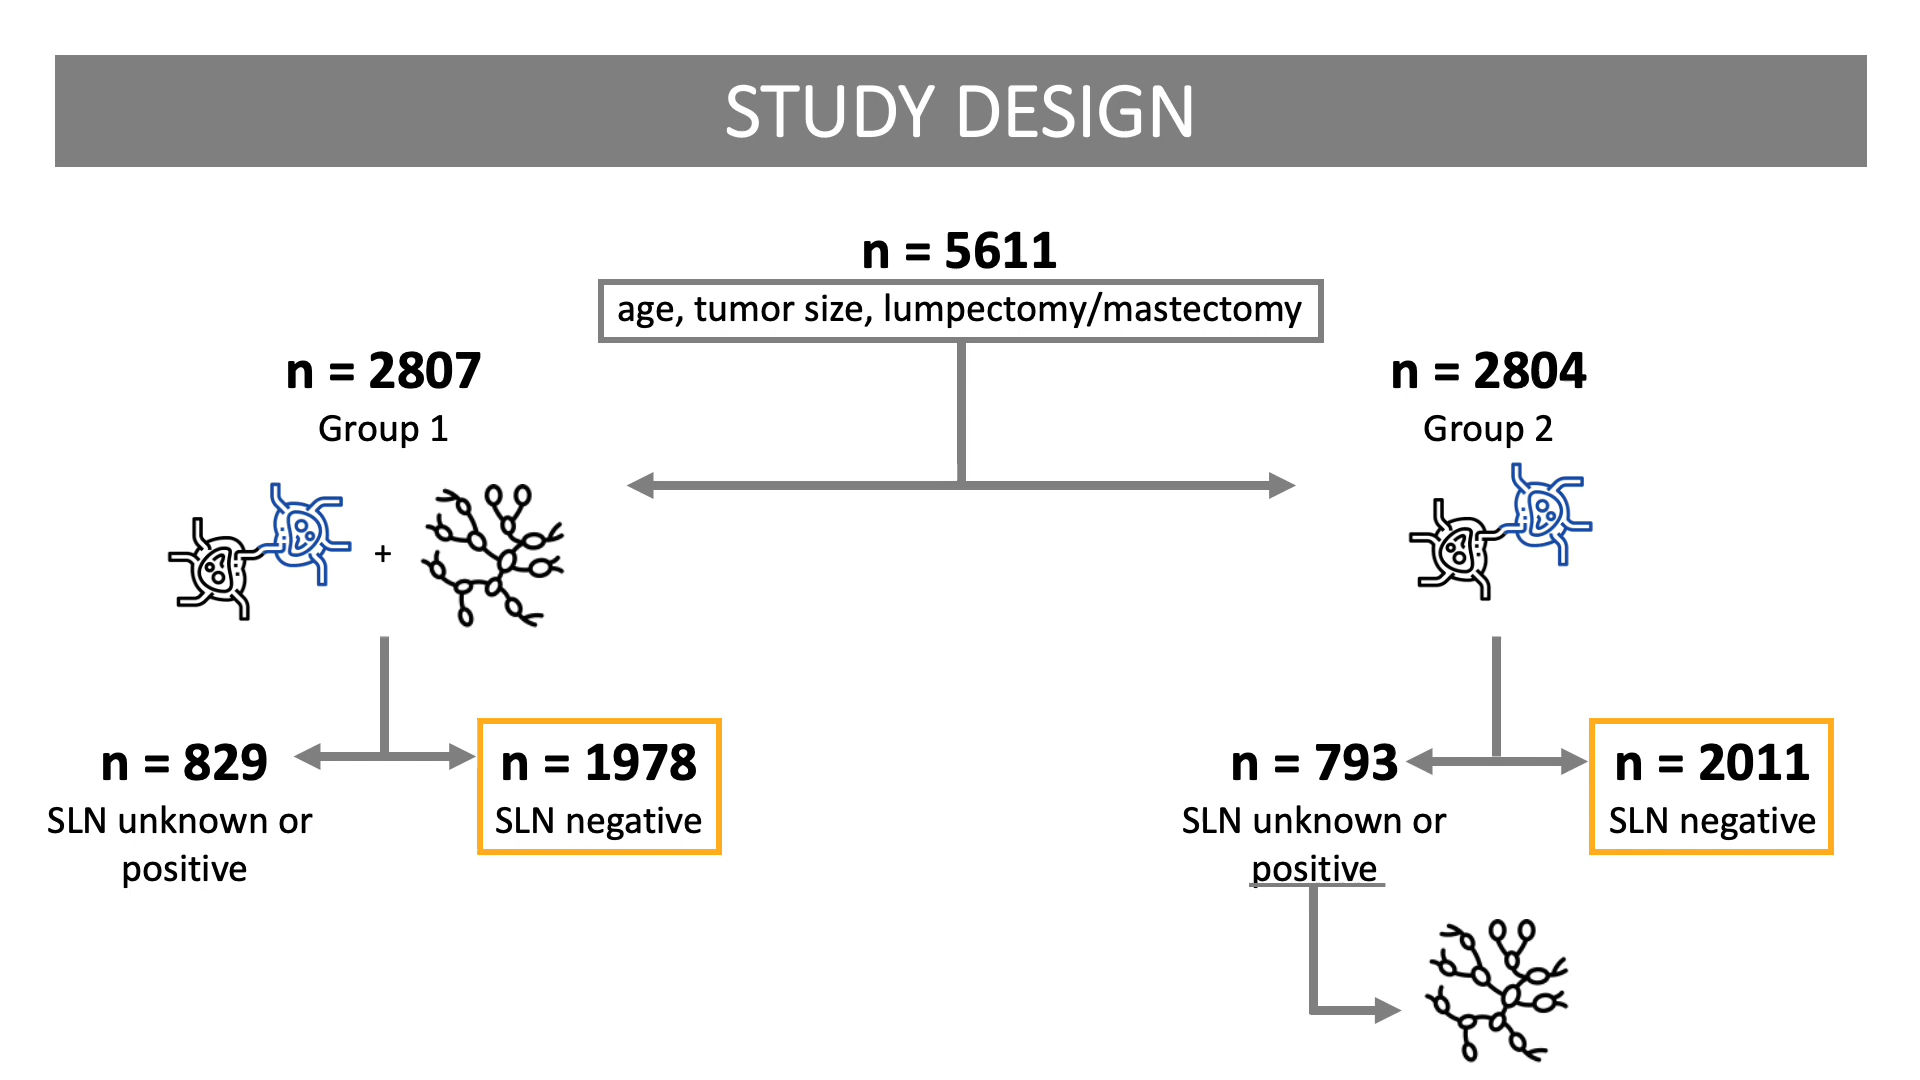 STUDY DESIGN
n = 5611
age, tumor size, lumpectomy/mastectomy
n = 2807
Group 1
+
n = 829
SLN unknown or
positive
n = 1978
SLN negative
n = 2804
Group 2
n = 793
SLN unknown or
positive
n = 2011
SLN negative